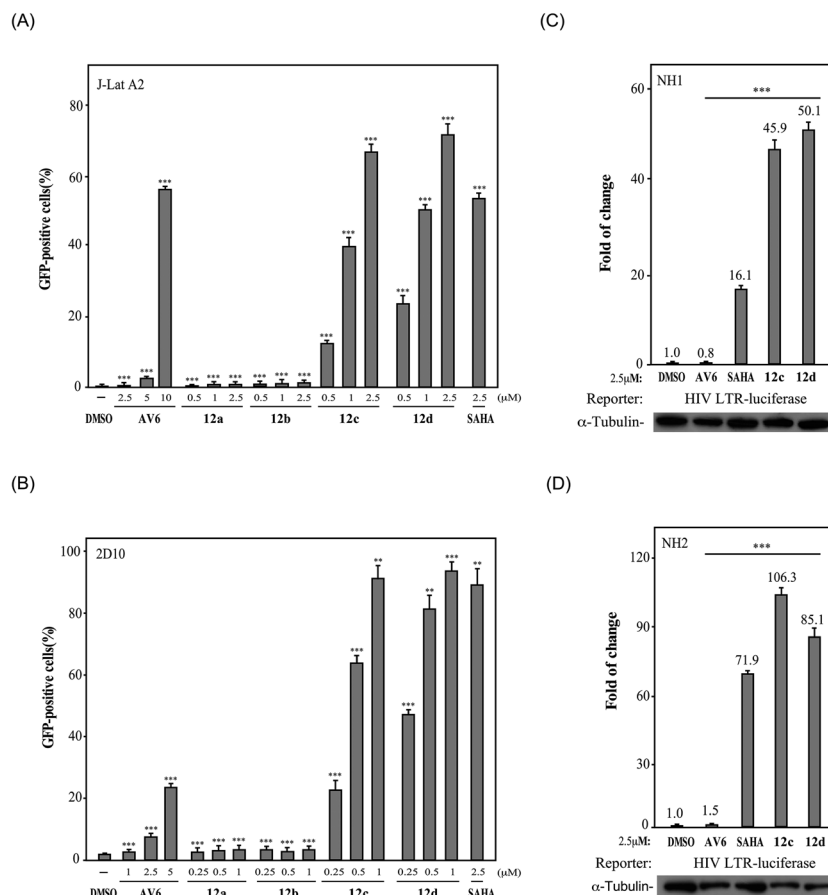 (A)
J-Lat A2
GFP-positive cells(%)
80
60
40
20
0
*** *** *** *** *** *** *** *** *** *** *** *** *** *** *** ***
– 2.5 5 10 0.5 1 2.5 0.5 1 2.5 0.5 1 2.5 0.5 1 2.5 2.5 (μM)
DMSO AV6 12a 12b 12c 12d SAHA
(B)
2D10
GFP-positive cells(%)
100
80
60
40
20
0
*** *** *** *** *** *** *** *** *** *** *** ** *** ** *** **
– 1 2.5 5 0.25 0.5 1 0.25 0.5 1 0.25 0.5 1 0.25 0.5 1 2.5 (μM)
DMSO AV6 12a 12b 12c 12d SAHA
(C)
NH1
***
Fold of change
60
40
20
0
1.0 0.8 16.1 45.9 50.1
2.5μM: DMSO AV6 SAHA 12c 12d
Reporter: HIV LTR-luciferase
α-Tubulin-
(D)
NH2
***
Fold of change
120
90
60
30
0
1.0 1.5 71.9 106.3 85.1
2.5μM: DMSO AV6 SAHA 12c 12d
Reporter: HIV LTR-luciferase
α-Tubulin-